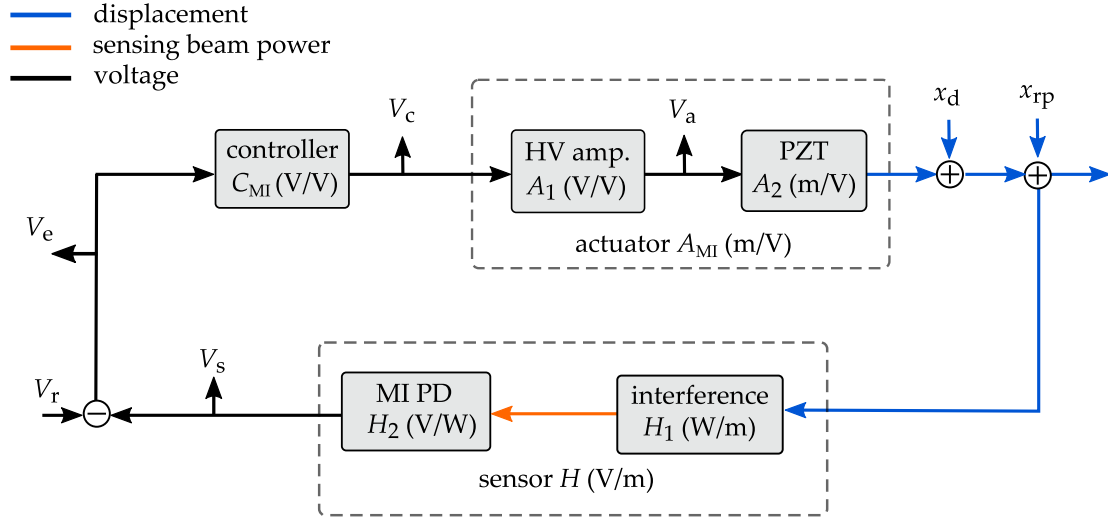 displacement
sensing beam power
voltage
V_c
V_a
x_d
x_rp
controller
C_MI (V/V)
HV amp.
A_1 (V/V)
PZT
A_2 (m/V)
+
+
actuator A_MI (m/V)
V_e
V_s
V_r
−
MI PD
H_2 (V/W)
interference
H_1 (W/m)
sensor H (V/m)